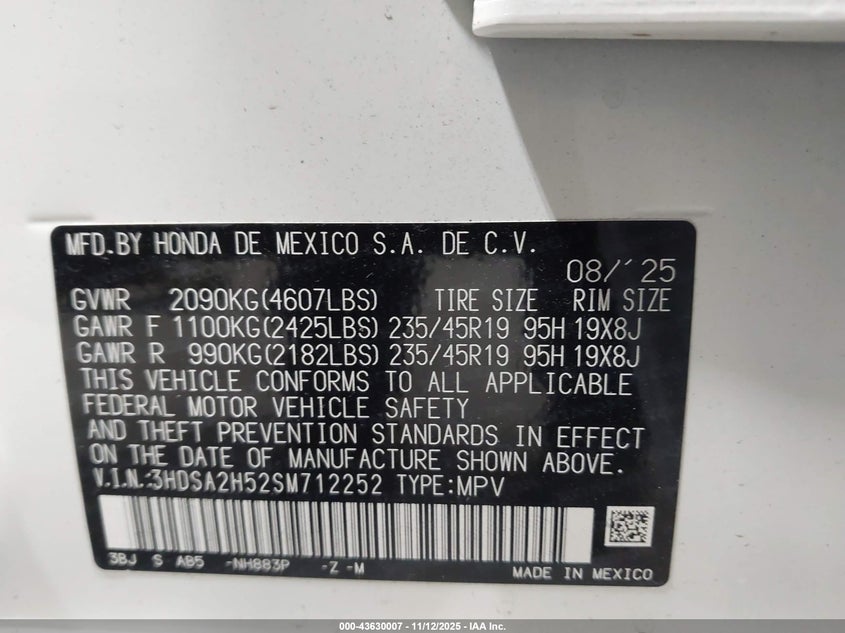 MFD.BY HONDA DE MEXICO S.A. DE C.V.
08/´25
GVWR 2090KG(4607LBS) TIRE SIZE RIM SIZE
GAWR F 1100KG(2425LBS) 235/45R19 95H 19X8J
GAWR R 990KG(2182LBS) 235/45R19 95H 19X8J
THIS VEHICLE CONFORMS TO ALL APPLICABLE
FEDERAL MOTOR VEHICLE SAFETY
AND THEFT PREVENTION STANDARDS IN EFFECT
ON THE DATE OF MANUFACTURE SHOWN ABOVE.
V.I.N.:3HDSA2H52SM712252 TYPE:MPV
3BJ S AB5 -NH883P -Z -M MADE IN MEXICO
000-43630007 - 11/12/2025 - IAA Inc.